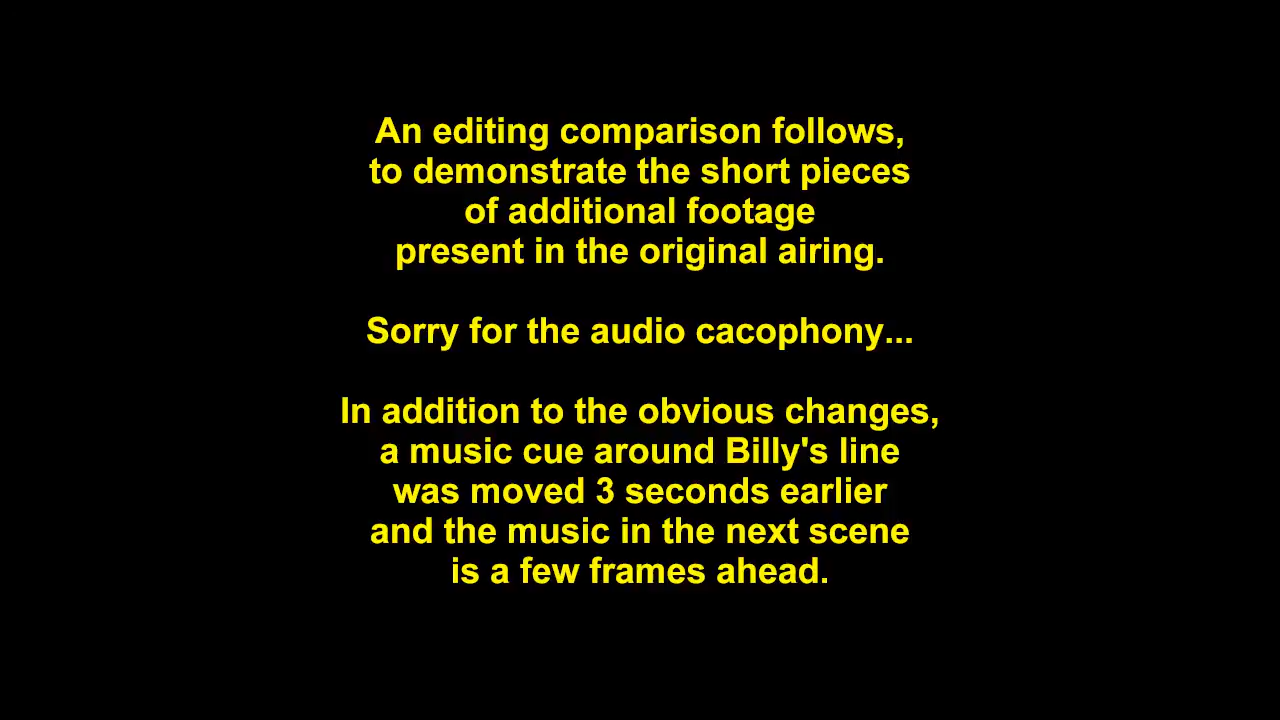 An editing comparison follows,
to demonstrate the short pieces
of additional footage
present in the original airing.
Sorry for the audio cacophony...
In addition to the obvious changes,
a music cue around Billy's line
was moved 3 seconds earlier
and the music in the next scene
is a few frames ahead.